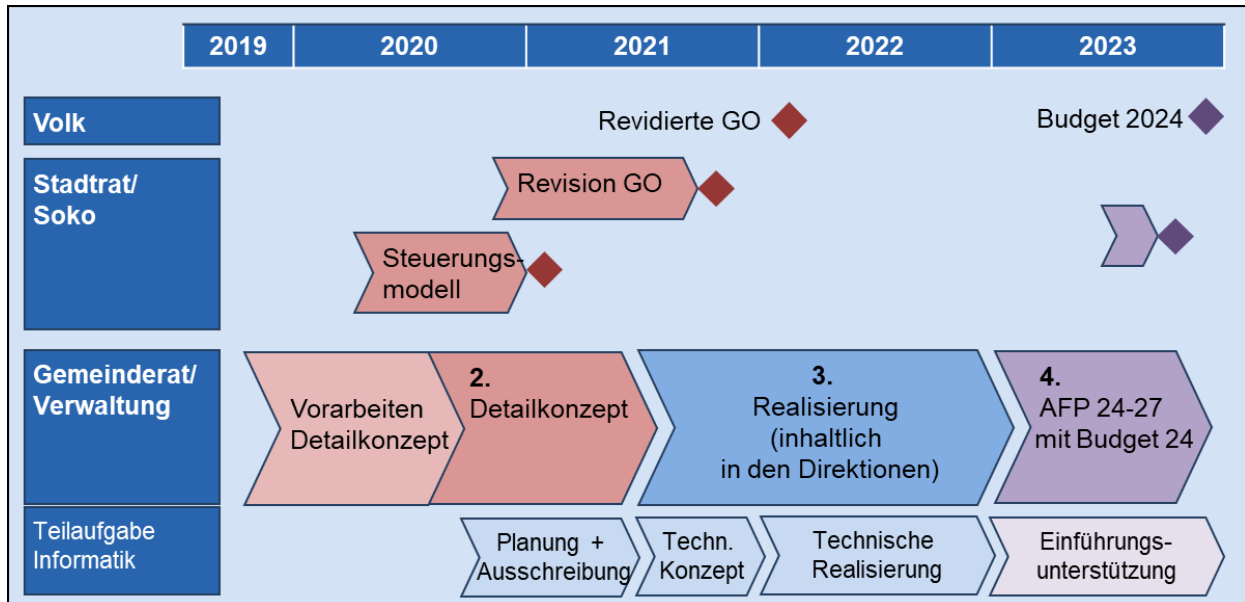 2019 2020 2021 2022 2023
Volk
Revidierte GO
Budget 2024
Stadtrat/
Soko
Revision GO
Steuerungs-
modell
Gemeinderat/
Verwaltung
Vorarbeiten
Detailkonzept
2.
Detailkonzept
3.
Realisierung
(inhaltlich
in den Direktionen)
4.
AFP 24-27
mit Budget 24
Teilaufgabe
Informatik
Planung +
Ausschreibung
Techn.
Konzept
Technische
Realisierung
Einführungs-
unterstützung